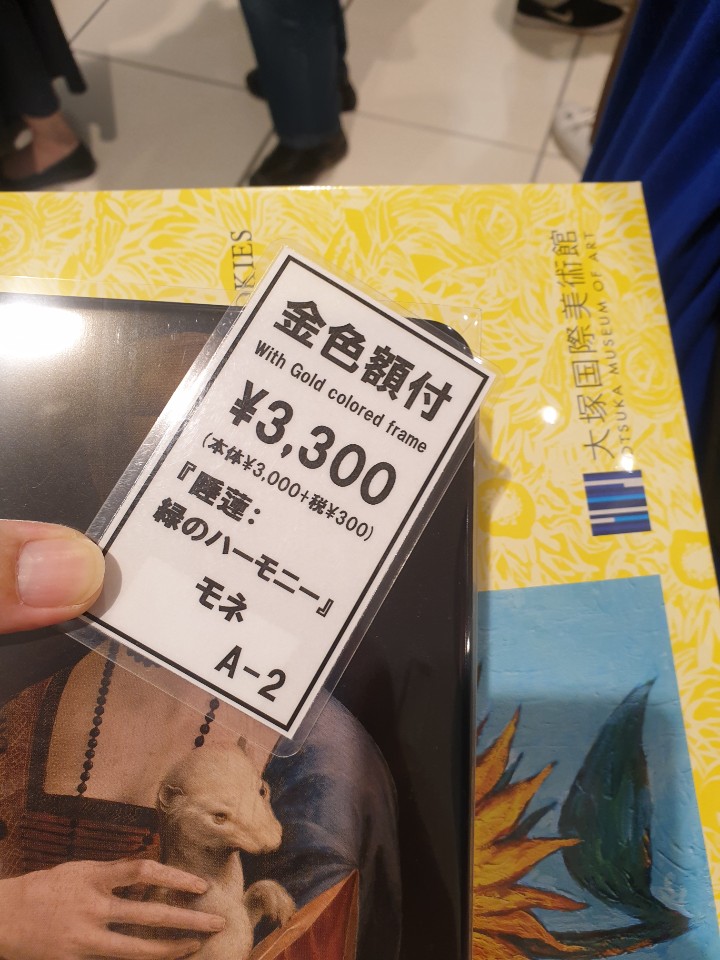 金色額付
With Gold colored frame
¥3,300
(本体¥3,000+税¥300)
『睡蓮:
緑のハーモニー』
モネ
A-2
大塚国際美術館
OTSUKA MUSEUM OF ART